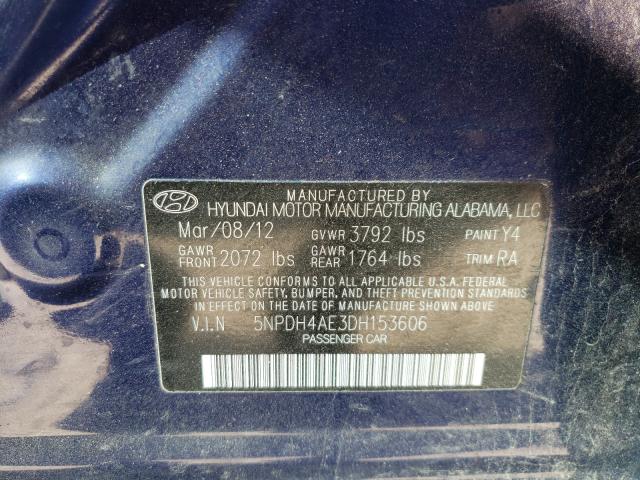 MANUFACTURED BY
HYUNDAI MOTOR MANUFACTURING ALABAMA, LLC
Mar/08/12 GVWR 3792 lbs PAINT Y4
GAWR FRONT 2072 lbs GAWR REAR 1764 lbs TRIM RA
THIS VEHICLE CONFORMS TO ALL APPLICABLE U.S.A. FEDERAL
MOTOR VEHICLE SAFETY, BUMPER, AND THEFT PREVENTION
STANDARDS IN EFFECT ON THE DATE OF MANUFACTURE SHOWN ABOVE
V.I.N 5NPDH4AE3DH153606
PASSENGER CAR